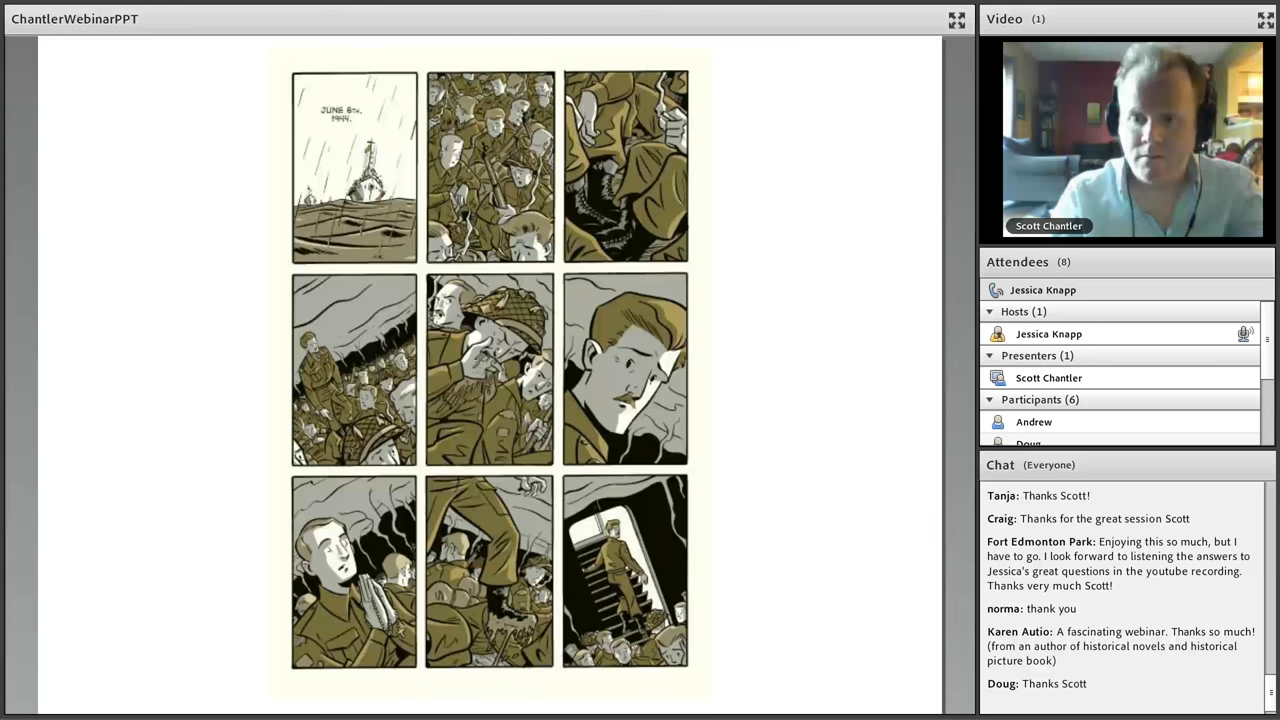 ChantlerWebinarPPT
JUNE 6TH,
1944.
Video (1)
Scott Chantler
Attendees (8)
Jessica Knapp
Hosts (1)
Jessica Knapp
Presenters (1)
Scott Chantler
Participants (6)
Andrew
Doug
Chat (Everyone)
Tanja: Thanks Scott!
Craig: Thanks for the great session Scott
Fort Edmonton Park: Enjoying this so much, but I
have to go. I look forward to listening the answers to
Jessica's great questions in the youtube recording.
Thanks very much Scott!
norma: thank you
Karen Autio: A fascinating webinar. Thanks so much!
(from an author of historical novels and historical
picture book)
Doug: Thanks Scott